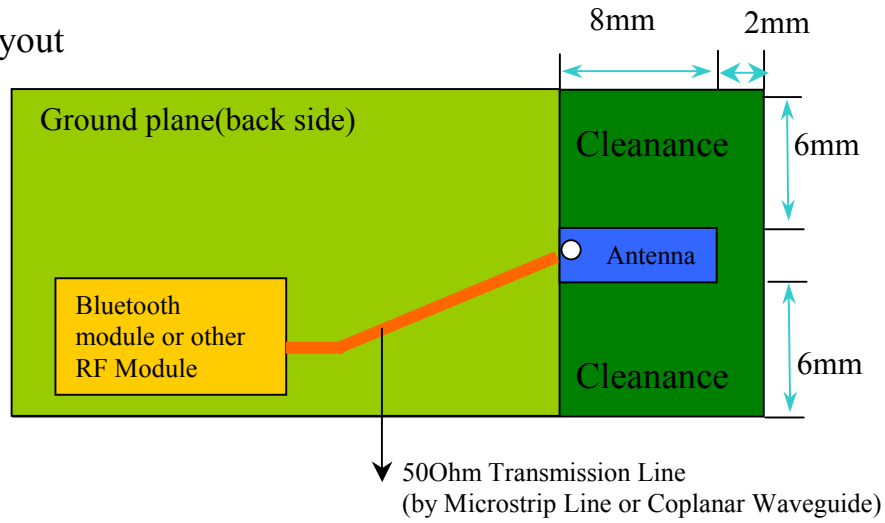 yout
8mm
2mm
Ground plane(back side)
Cleanance
6mm
Antenna
Bluetooth
module or other
RF Module
Cleanance
6mm
50Ohm Transmission Line
(by Microstrip Line or Coplanar Waveguide)